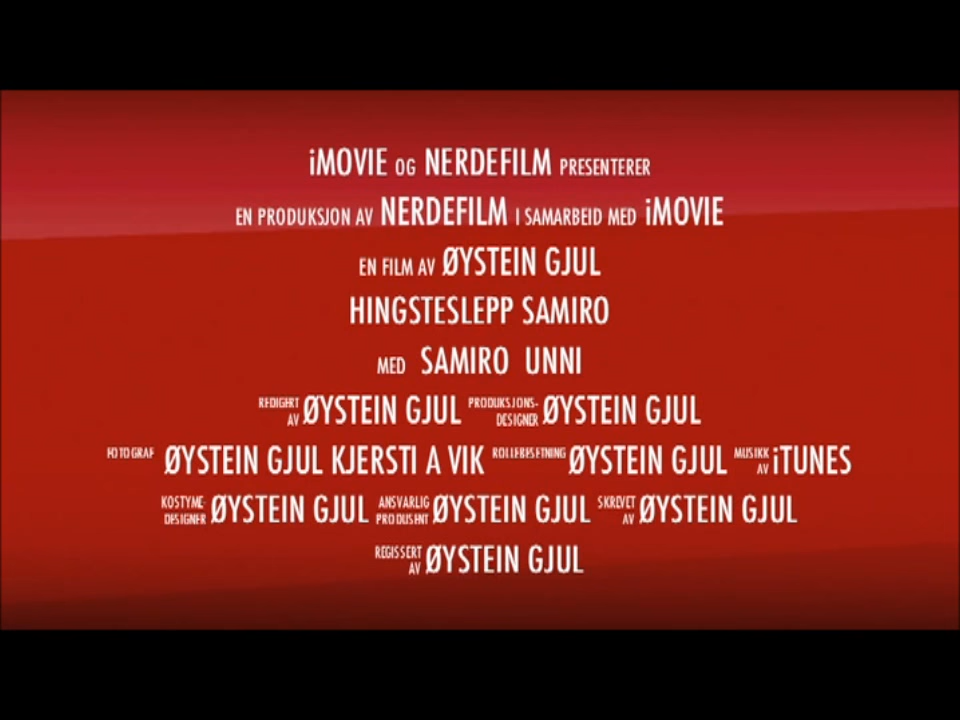 iMOVIE OG NERDEFILM PRESENTERER
EN PRODUKSJON AV NERDEFILM I SAMARBEID MED iMOVIE
EN FILM AV ØYSTEIN GJUL
HINGSTESLEPP SAMIRO
MED SAMIRO UNNI
REDIGERT AV ØYSTEIN GJUL PRODUKSJONS-DESIGNER ØYSTEIN GJUL
FOTOGRAF ØYSTEIN GJUL KJERSTI A VIK ROLLEBESETNING ØYSTEIN GJUL MUSIKK AV iTUNES
KOSTYME-DESIGNER ØYSTEIN GJUL ANSVARLIG PRODUSENT ØYSTEIN GJUL SKREVET AV ØYSTEIN GJUL
REGISSERT AV ØYSTEIN GJUL